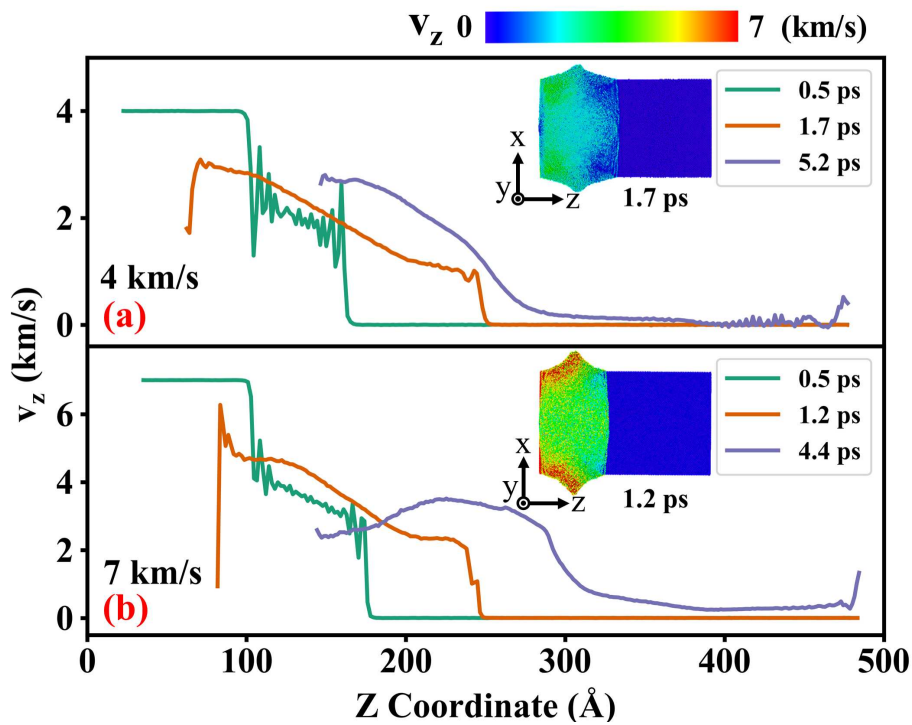 v_z 0 7 (km/s)
0.5 ps
1.7 ps
5.2 ps
x
y z
1.7 ps
4 km/s
(a)
4
2
0
0.5 ps
1.2 ps
4.4 ps
x
y z
1.2 ps
7 km/s
(b)
6
4
2
0
v_z (km/s)
0 100 200 300 400 500
Z Coordinate (Å)